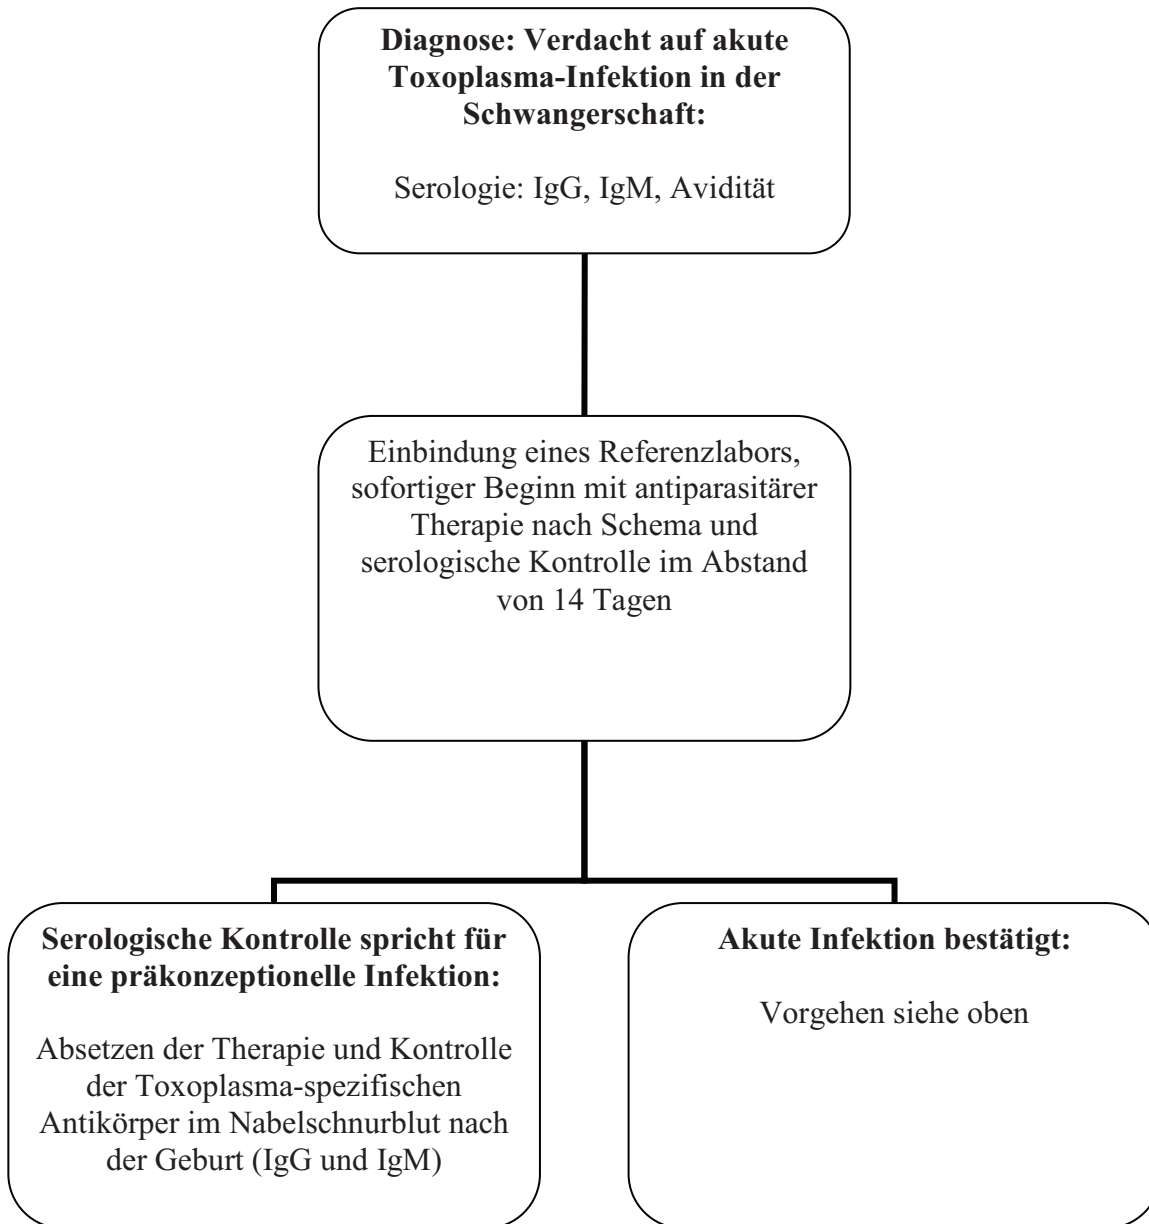 Diagnose: Verdacht auf akute
Toxoplasma-Infektion in der
Schwangerschaft:
Serologie: IgG, IgM, Avidität
Einbindung eines Referenzlabors,
sofortiger Beginn mit antiparasitärer
Therapie nach Schema und
serologische Kontrolle im Abstand
von 14 Tagen
Serologische Kontrolle spricht für
eine präkonzeptionelle Infektion:
Absetzen der Therapie und Kontrolle
der Toxoplasma-spezifischen
Antikörper im Nabelschnurblut nach
der Geburt (IgG und IgM)
Akute Infektion bestätigt:
Vorgehen siehe oben